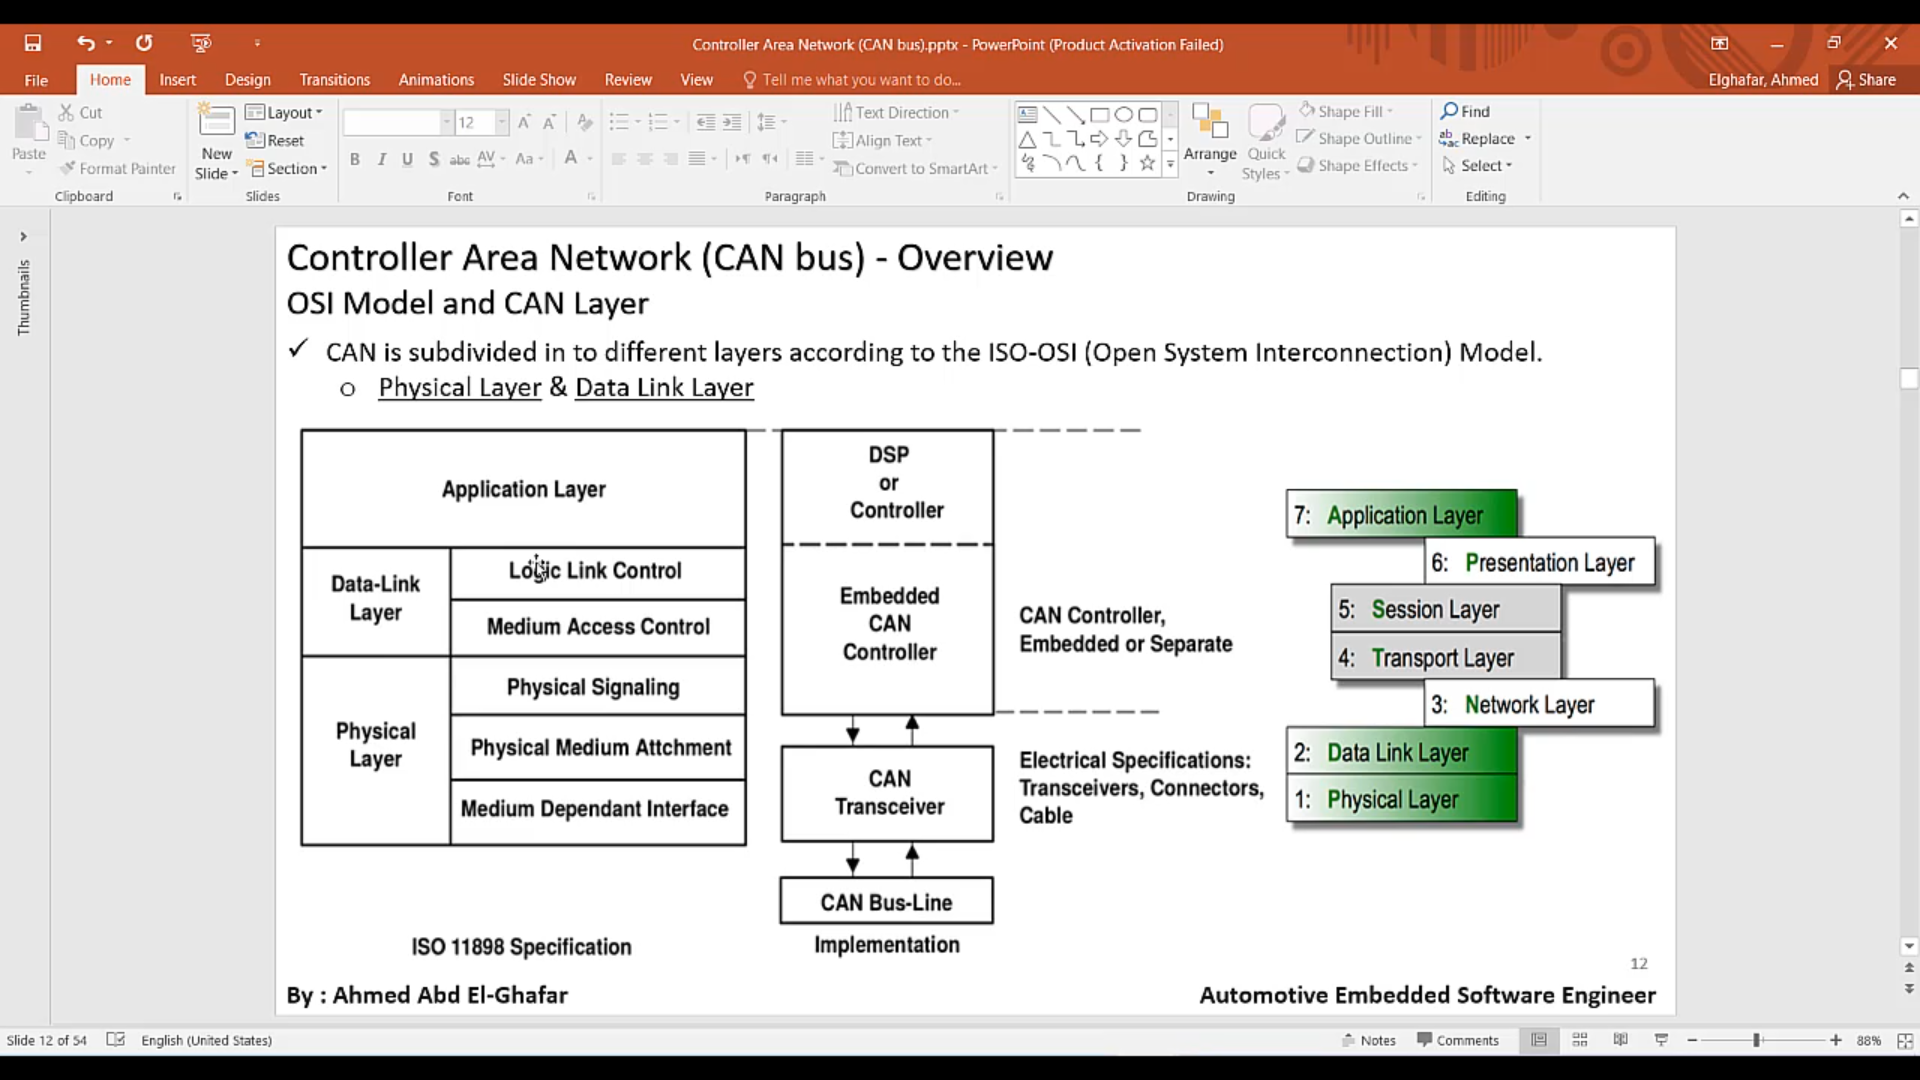 Controller Area Network (CAN bus).pptx - PowerPoint (Product Activation Failed)
File
Home
Insert
Design
Transitions
Animations
Slide Show
Review
View
Tell me what you want to do...
Elghafar, Ahmed
Share
Paste
Cut
Copy
Format Painter
Clipboard
New
Slide
Layout
Reset
Section
Slides
12
B I U S abc AV Aa A
Font
Text Direction
Align Text
Convert to SmartArt
Paragraph
Arrange
Quick
Styles
Shape Fill
Shape Outline
Shape Effects
Drawing
Find
Replace
Select
Editing
Thumbnails
Controller Area Network (CAN bus) - Overview
OSI Model and CAN Layer
✓ CAN is subdivided in to different layers according to the ISO-OSI (Open System Interconnection) Model.
o Physical Layer & Data Link Layer
Application Layer
Data-Link
Layer
Logic Link Control
Medium Access Control
Physical
Layer
Physical Signaling
Physical Medium Attchment
Medium Dependant Interface
ISO 11898 Specification
DSP
or
Controller
Embedded
CAN
Controller
CAN
Transceiver
CAN Bus-Line
Implementation
CAN Controller,
Embedded or Separate
Electrical Specifications:
Transceivers, Connectors,
Cable
7: Application Layer
6: Presentation Layer
5: Session Layer
4: Transport Layer
3: Network Layer
2: Data Link Layer
1: Physical Layer
12
By : Ahmed Abd El-Ghafar
Automotive Embedded Software Engineer
Slide 12 of 54
English (United States)
Notes
Comments
88%